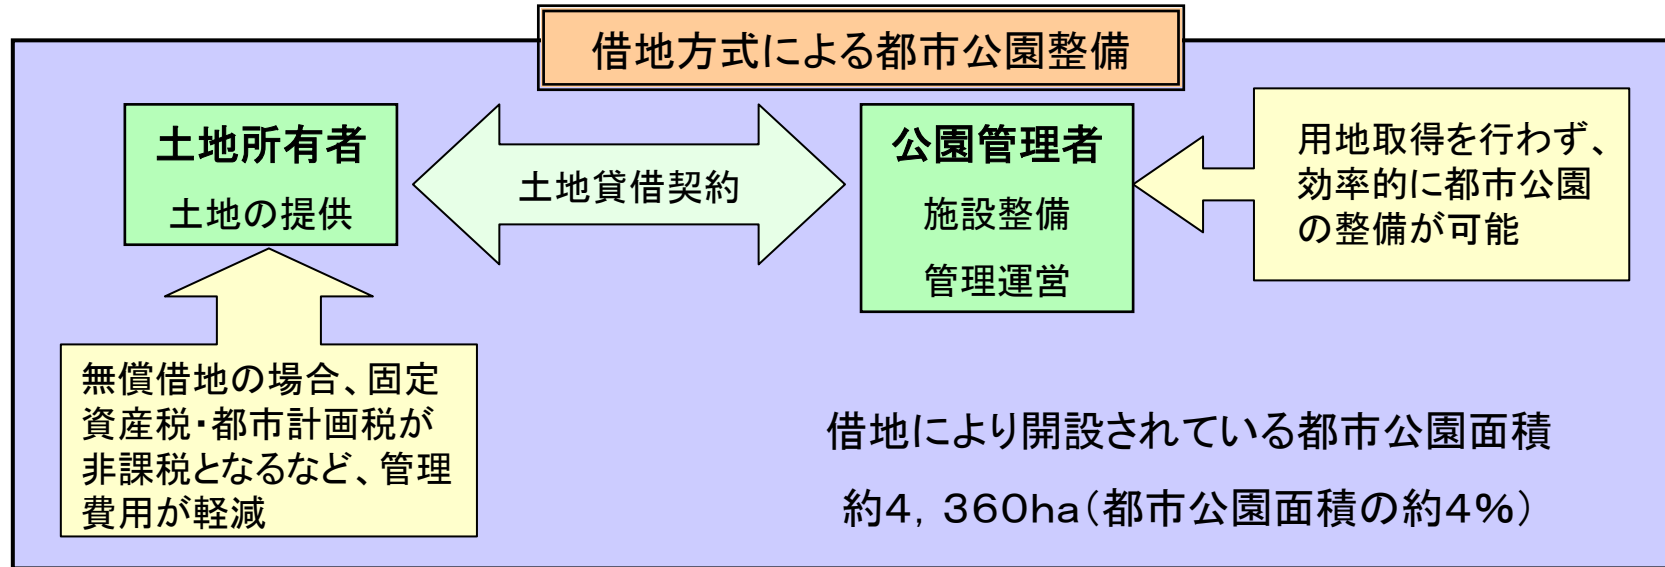 借地方式による都市公園整備
土地所有者
土地の提供
土地貸借契約
公園管理者
施設整備
管理運営
用地取得を行わず、
効率的に都市公園
の整備が可能
無償借地の場合、固定
資産税・都市計画税が
非課税となるなど、管理
費用が軽減
借地により開設されている都市公園面積
約4，360ha（都市公園面積の約4%）